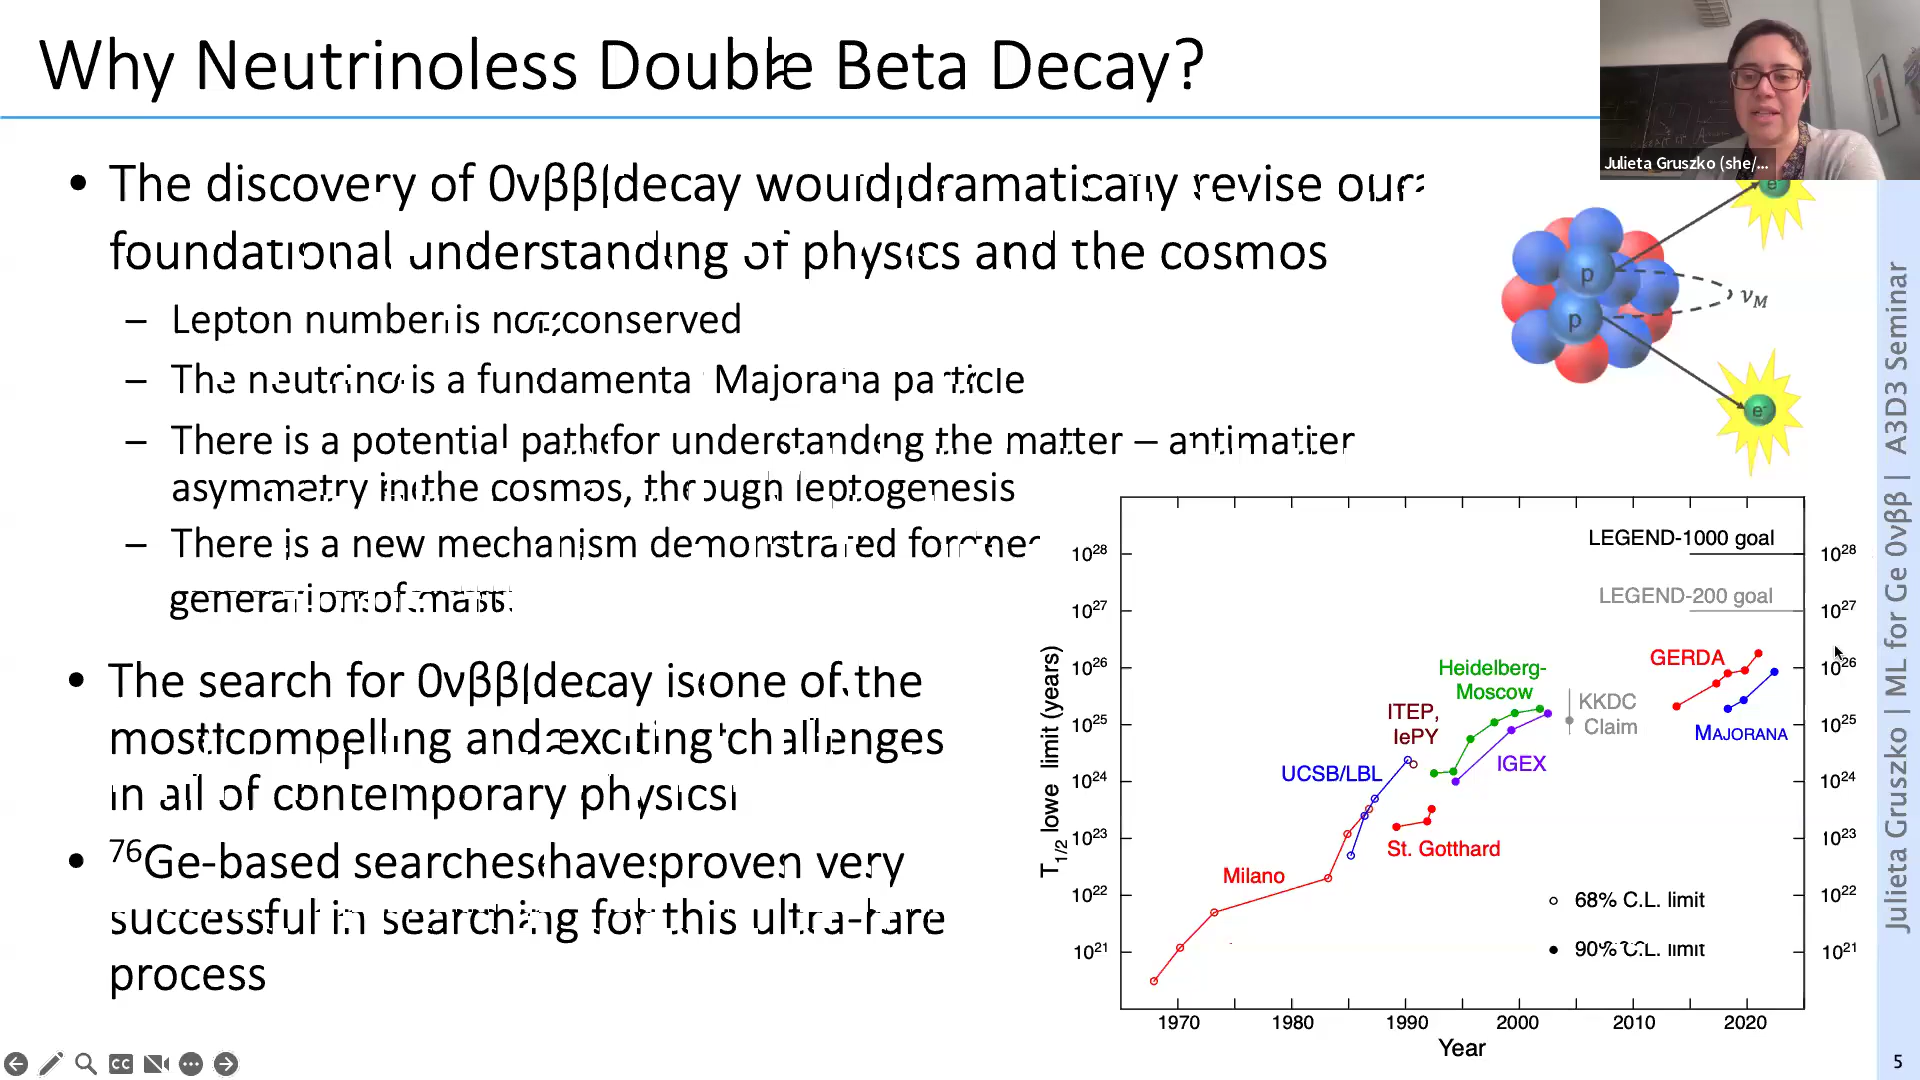 Why Neutrinoless Double Beta Decay?
• The discovery of 0νββ decay would dramatically revise our
foundational understanding of physics and the cosmos
– Lepton number is not conserved
– The neutrino is a fundamental Majorana particle
– There is a potential path for understanding the matter – antimatter
asymmetry in the cosmos, through leptogenesis
– There is a new mechanism demonstrated for the
generation of mass
• The search for 0νββ decay is one of the
most compelling and exciting challenges
in all of contemporary physics
• ⁷⁶Ge-based searches have proven very
successful in searching for this ultra-rare
process
Julieta Gruszko (she/...
e⁻
p
p
ν_M
e⁻
T₁/₂ lowe limit (years)
10²⁸
10²⁷
10²⁶
10²⁵
10²⁴
10²³
10²²
10²¹
LEGEND-1000 goal
LEGEND-200 goal
GERDA
Heidelberg-
Moscow
KKDC
Claim
MAJORANA
ITEP,
IePY
IGEX
UCSB/LBL
St. Gotthard
Milano
68% C.L. limit
90% C.L. limit
10²⁸
10²⁷
10²⁶
10²⁵
10²⁴
10²³
10²²
10²¹
1970 1980 1990 2000 2010 2020
Year
Julieta Gruszko | ML for Ge 0νββ | A3D3 Seminar
5
CC